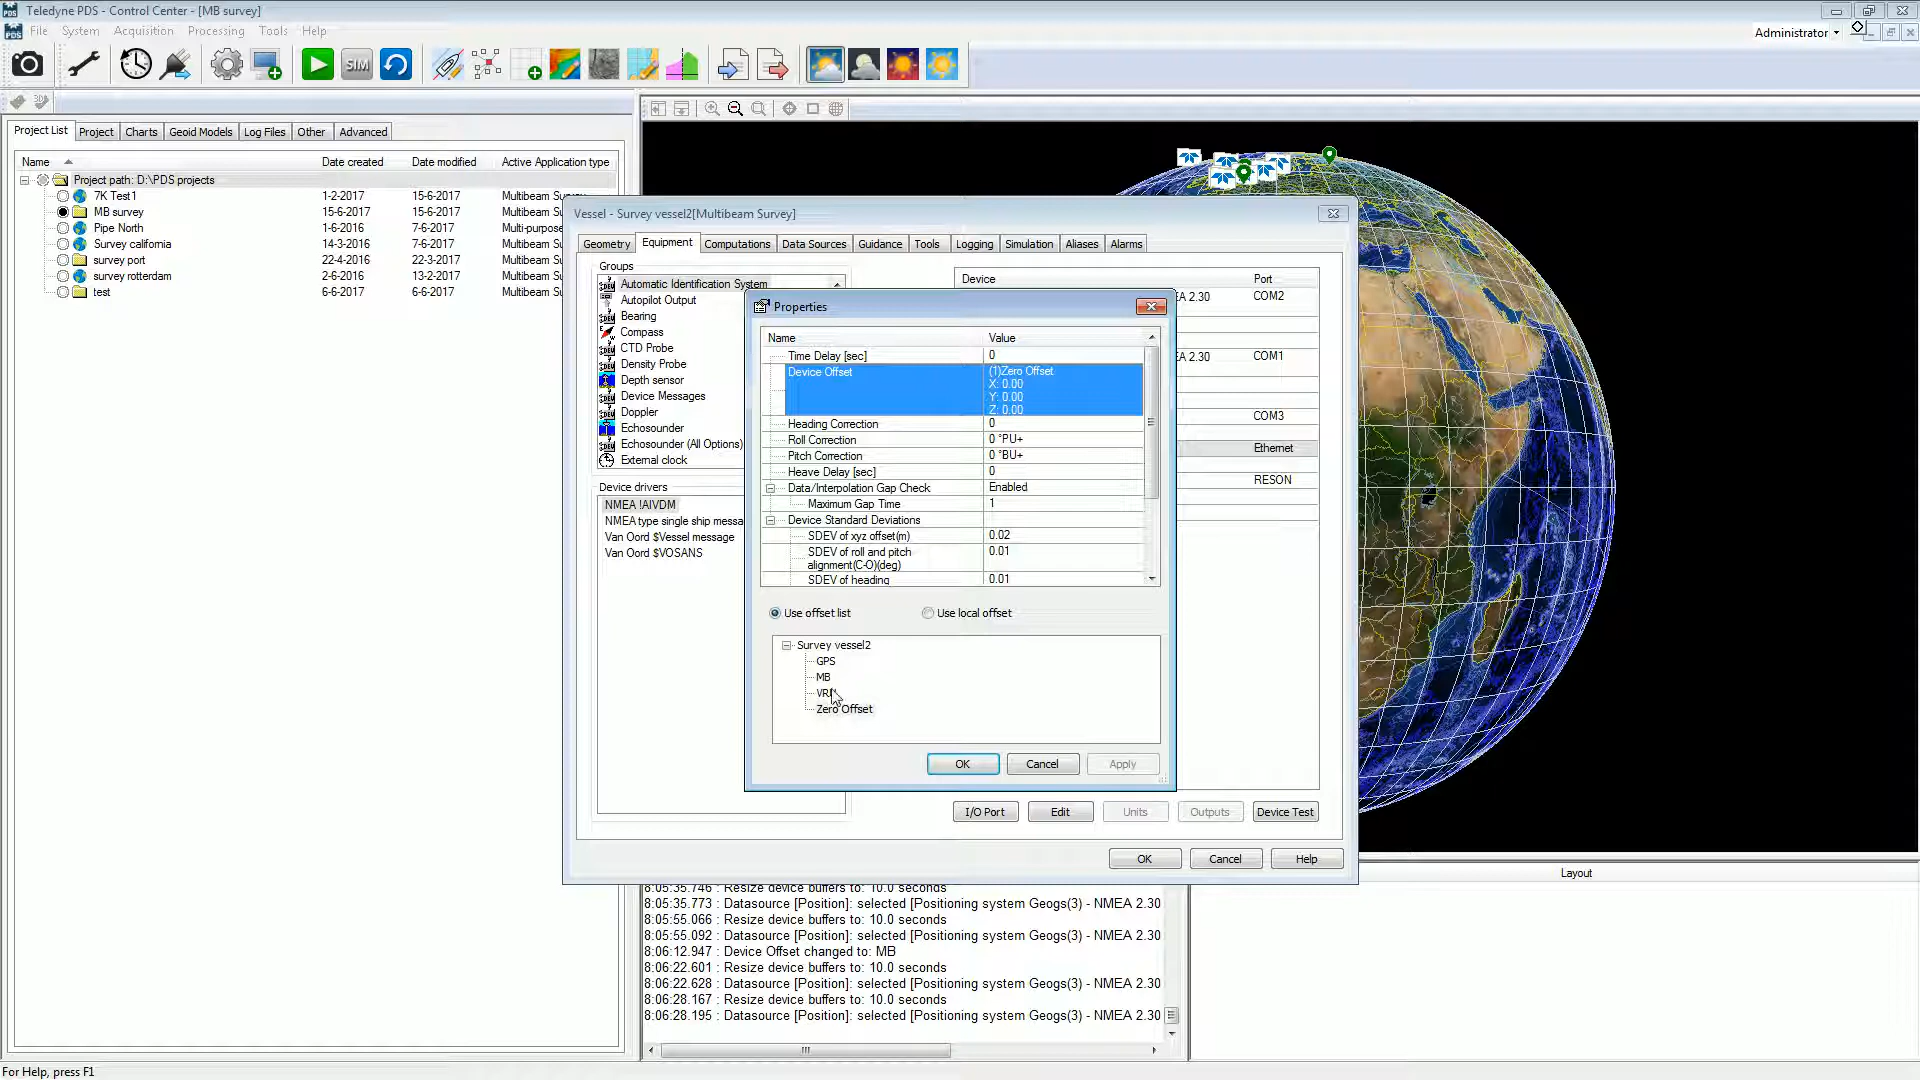 Teledyne PDS - Control Center - [MB survey]
File System Acquisition Processing Tools Help
Administrator
SIM
Project List Project Charts Geoid Models Log Files Other Advanced
Name Date created Date modified Active Application type
Project path: D:\PDS projects
7K Test1 1-2-2017 15-6-2017 Multibeam Survey
MB survey 15-6-2017 15-6-2017 Multibeam Su
Pipe North 1-6-2016 7-6-2017 Multi-purpose
Survey california 14-3-2016 7-6-2017 Multibeam Su
survey port 22-4-2016 22-3-2017 Multibeam Su
survey rotterdam 2-6-2016 13-2-2017 Multibeam Su
test 6-6-2017 6-6-2017 Multibeam Su
Vessel - Survey vessel2[Multibeam Survey]
Geometry Equipment Computations Data Sources Guidance Tools Logging Simulation Aliases Alarms
Groups
Automatic Identification System
Autopilot Output
Bearing
Compass
CTD Probe
Density Probe
Depth sensor
Device Messages
Doppler
Echosounder
Echosounder (All Options)
External clock
Device drivers
NMEA !AIVDM
NMEA type single ship messa
Van Oord $Vessel message
Van Oord $VOSANS
Device Port
EA 2.30 COM2
EA 2.30 COM1
COM3
Ethernet
RESON
Properties
Name Value
Time Delay [sec] 0
Device Offset (1)Zero Offset
X: 0.00
Y: 0.00
Z: 0.00
Heading Correction 0
Roll Correction 0 °PU+
Pitch Correction 0 °BU+
Heave Delay [sec] 0
Data/Interpolation Gap Check Enabled
Maximum Gap Time 1
Device Standard Deviations
SDEV of xyz offset(m) 0.02
SDEV of roll and pitch 0.01
alignment(C-O)(deg)
SDEV of heading 0.01
Use offset list Use local offset
Survey vessel2
GPS
MB
Zero Offset
OK Cancel Apply
I/O Port Edit Units Outputs Device Test
OK Cancel Help
Layout
8:05:35.746 : Resize device buffers to: 10.0 seconds
8:05:35.773 : Datasource [Position]: selected [Positioning system Geogs(3) - NMEA 2.30
8:05:55.066 : Resize device buffers to: 10.0 seconds
8:05:55.092 : Datasource [Position]: selected [Positioning system Geogs(3) - NMEA 2.30
8:06:12.947 : Device Offset changed to: MB
8:06:22.601 : Resize device buffers to: 10.0 seconds
8:06:22.628 : Datasource [Position]: selected [Positioning system Geogs(3) - NMEA 2.30
8:06:28.167 : Resize device buffers to: 10.0 seconds
8:06:28.195 : Datasource [Position]: selected [Positioning system Geogs(3) - NMEA 2.30
For Help, press F1